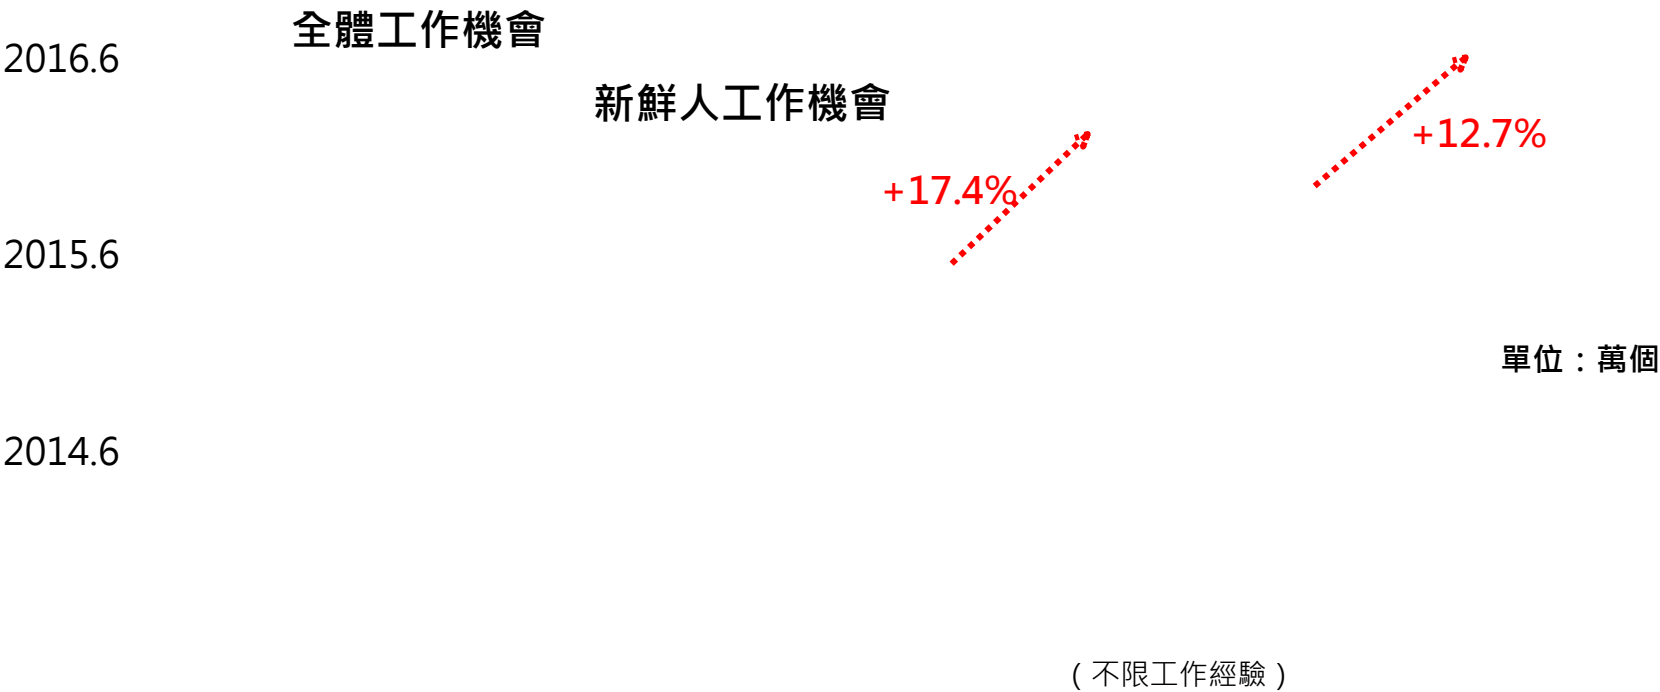 全體工作機會
2016.6
新鮮人工作機會
+12.7%
+17.4%
2015.6
單位：萬個
2014.6
（不限工作經驗）